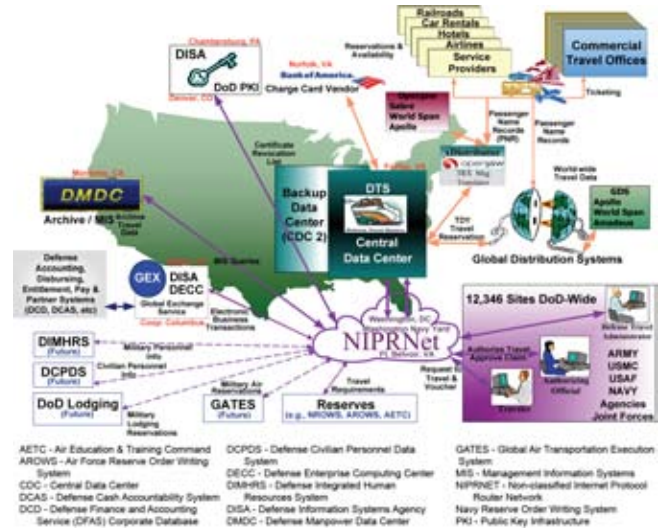 Railroads
Car Rentals
Hotels
Airlines
Service
Providers
Commercial
Travel Offices
Chambersburg, PA
DISA
DoD PKI
Denver, CO
Norfolk, VA
Bank of America
Charge Card Vendor
Reservations &
Availability
Ticketing
Sabre
World Span
Apollo
Passenger
Name
Records
(PNR)
Passenger
Name
Records
Certificate
Revocation
List
DMDC
Archive / MIS
Archive
Travel
Data
Backup
Data
Center
(CDC 2)
DTS
Central
Data Center
World-wide
Travel Data
GDS
Apollo
World Span
Amadeus
TDY
Travel
Reservation
Global Distribution Systems
Defense
Accounting,
Disbursing,
Entitlement, Pay &
Partner Systems
(DCD, DCAS, etc)
GEX
DISA
DECC
Global Exchange
Service
MIS Queries
Electronic
Business
Transactions
Washington, DC
Washington Navy Yard
NIPRNet
Ft. Belvoir, VA
12,346 Sites DoD-Wide
Defense Travel
Administrator
Authorize Travel,
Approve Claim
Authorizing
Official
Request to
Travel &
Voucher
Traveler
ARMY
USMC
USAF
NAVY
Agencies
Joint Forces
DIMHRS
(Future)
Military Personnel
Info
DCPDS
(Future)
Civilian Personnel
Info
DoD Lodging
(Future)
Military
Lodging
Reservations
Military Air
Reservations
GATES
(Future)
Travel
Requirements
Reserves
(e.g., NROWS, AROWS, AETC)
AETC - Air Education & Training Command
AROWS - Air Force Reserve Order Writing
System
CDC - Central Data Center
DCAS - Defense Cash Accountability System
DCD - Defense Finance and Accounting
Service (DFAS) Corporate Database
DCPDS - Defense Civilian Personnel Data
System
DECC - Defense Enterprise Computing Center
DIMHRS - Defense Integrated Human
Resources System
DISA - Defense Information Systems Agency
DMDC - Defense Manpower Data Center
GATES - Global Air Transportation Execution
System
MIS - Management Information Systems
NIPRNET - Non-classified Internet Protocol
Router Network
Navy Reserve Order Writing System
PKI - Public Key Infrastructure